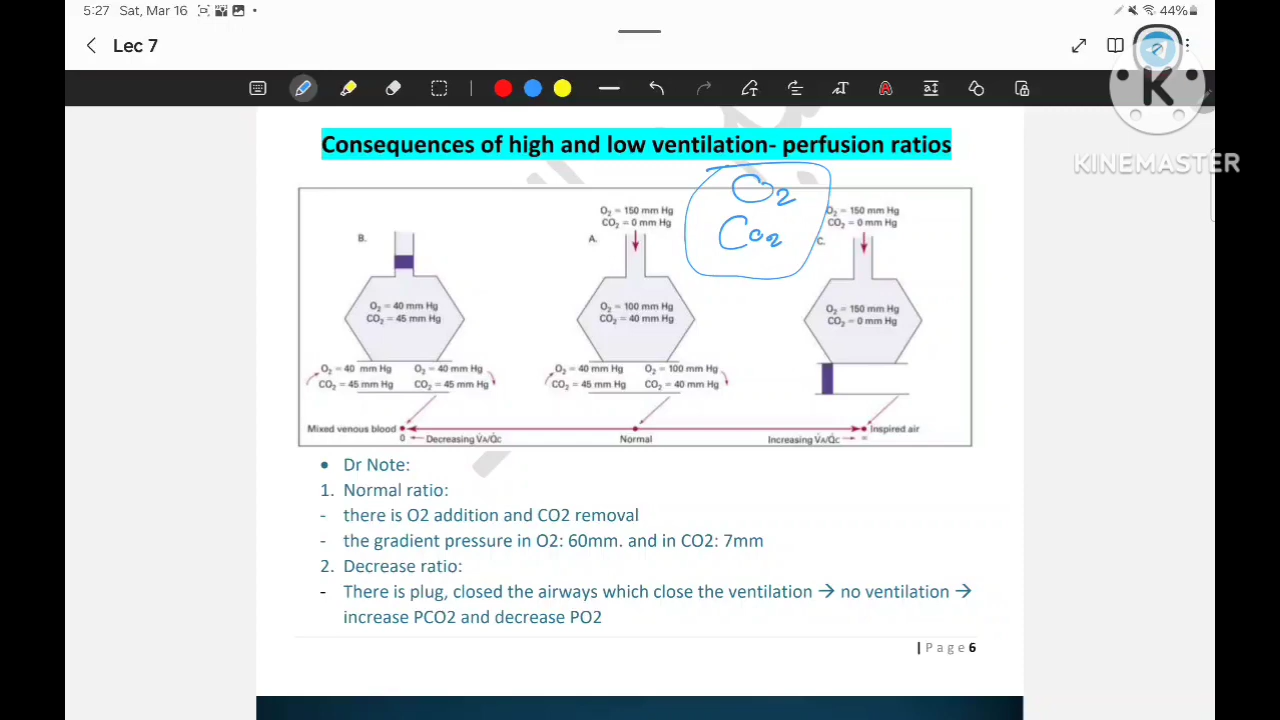 5:27 Sat, Mar 16
44%
Lec 7
K
KINEMASTER
Consequences of high and low ventilation- perfusion ratios
O2
CO2
B.
O₂ = 40 mm Hg
CO₂ = 45 mm Hg
O₂ = 40 mm Hg O₂ = 40 mm Hg
CO₂ = 45 mm Hg CO₂ = 45 mm Hg
O₂ = 150 mm Hg
CO₂ = 0 mm Hg
A.
O₂ = 100 mm Hg
CO₂ = 40 mm Hg
O₂ = 40 mm Hg O₂ = 100 mm Hg
CO₂ = 45 mm Hg CO₂ = 40 mm Hg
O₂ = 150 mm Hg
CO₂ = 0 mm Hg
C.
O₂ = 150 mm Hg
CO₂ = 0 mm Hg
Mixed venous blood Inspired air
0 ← Decreasing V̇A/Q̇C Normal Increasing V̇A/Q̇C → ∞
• Dr Note:
1. Normal ratio:
- there is O2 addition and CO2 removal
- the gradient pressure in O2: 60mm. and in CO2: 7mm
2. Decrease ratio:
- There is plug, closed the airways which close the ventilation → no ventilation →
increase PCO2 and decrease PO2
| Page 6